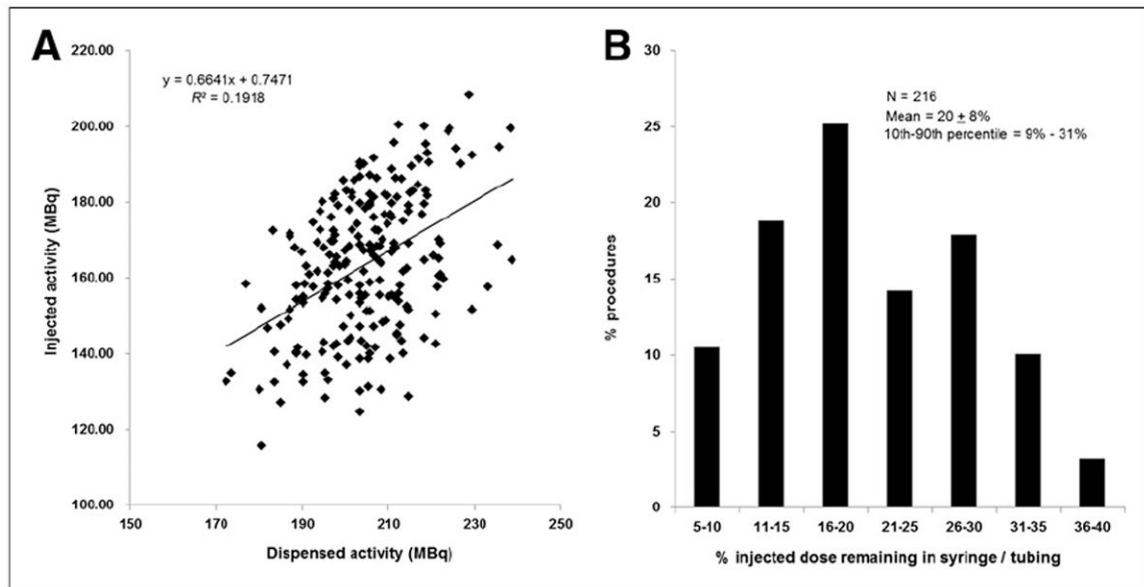 A
220.00
200.00
180.00
160.00
140.00
120.00
100.00
y = 0.6641x + 0.7471
R² = 0.1918
Injected activity (MBq)
150 170 190 210 230 250
Dispensed activity (MBq)
B
30
25
20
15
10
5
0
N = 216
Mean = 20 ± 8%
10th-90th percentile = 9% - 31%
% procedures
5-10 11-15 16-20 21-25 26-30 31-35 36-40
% injected dose remaining in syringe / tubing